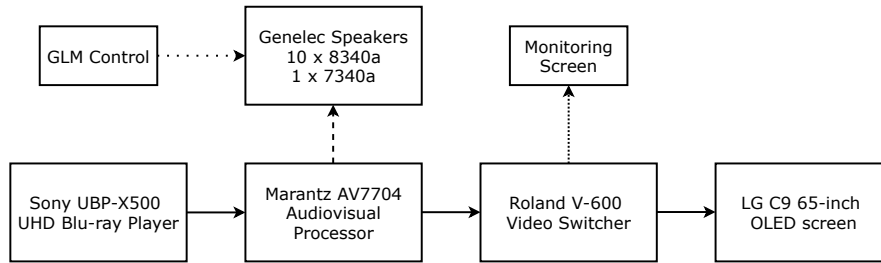 GLM Control
Genelec Speakers
10 x 8340a
1 x 7340a
Monitoring
Screen
Sony UBP-X500
UHD Blu-ray Player
Marantz AV7704
Audiovisual
Processor
Roland V-600
Video Switcher
LG C9 65-inch
OLED screen